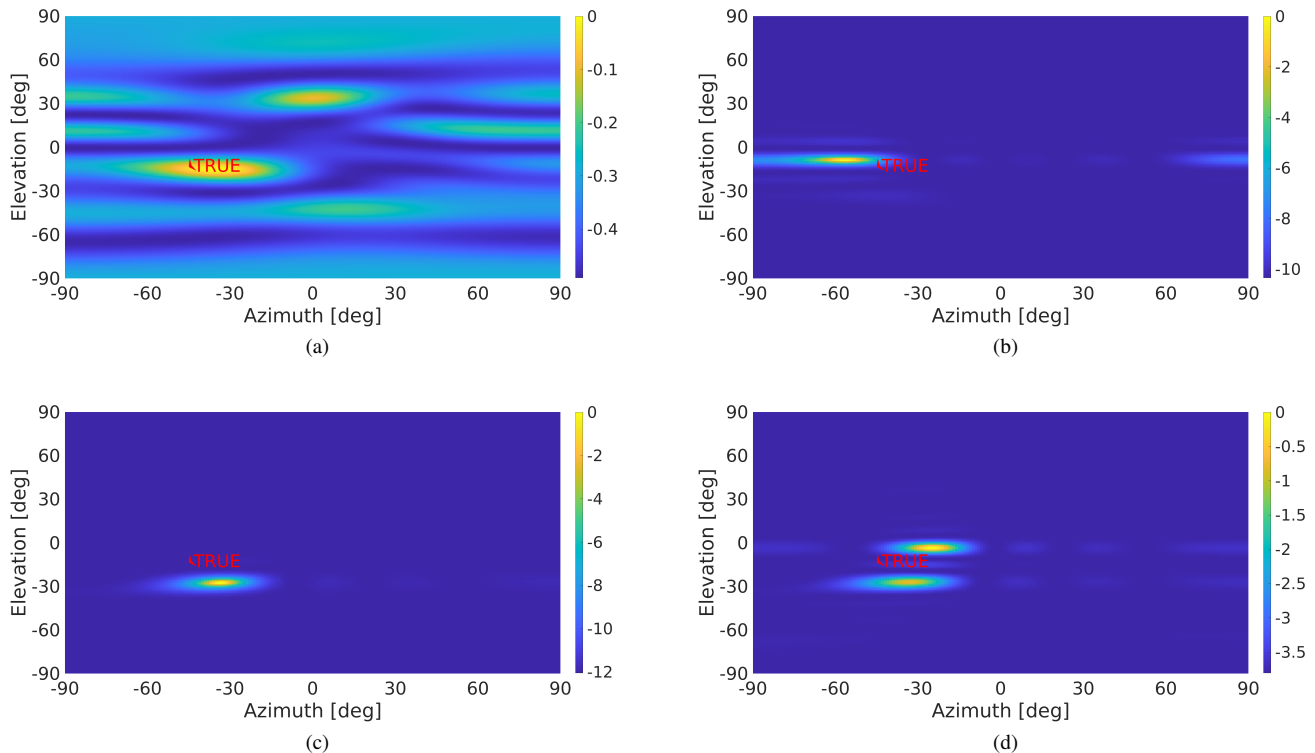 90
60
30
0
-30
-60
-90
Elevation [deg]
TRUE
-90 -60 -30 0 30 60 90
Azimuth [deg]
0
-0.1
-0.2
-0.3
-0.4
(a)
90
60
30
0
-30
-60
-90
Elevation [deg]
TRUE
-90 -60 -30 0 30 60 90
Azimuth [deg]
0
-2
-4
-6
-8
-10
(b)
90
60
30
0
-30
-60
-90
Elevation [deg]
TRUE
-90 -60 -30 0 30 60 90
Azimuth [deg]
0
-2
-4
-6
-8
-10
-12
(c)
90
60
30
0
-30
-60
-90
Elevation [deg]
TRUE
-90 -60 -30 0 30 60 90
Azimuth [deg]
0
-0.5
-1
-1.5
-2
-2.5
-3
-3.5
(d)